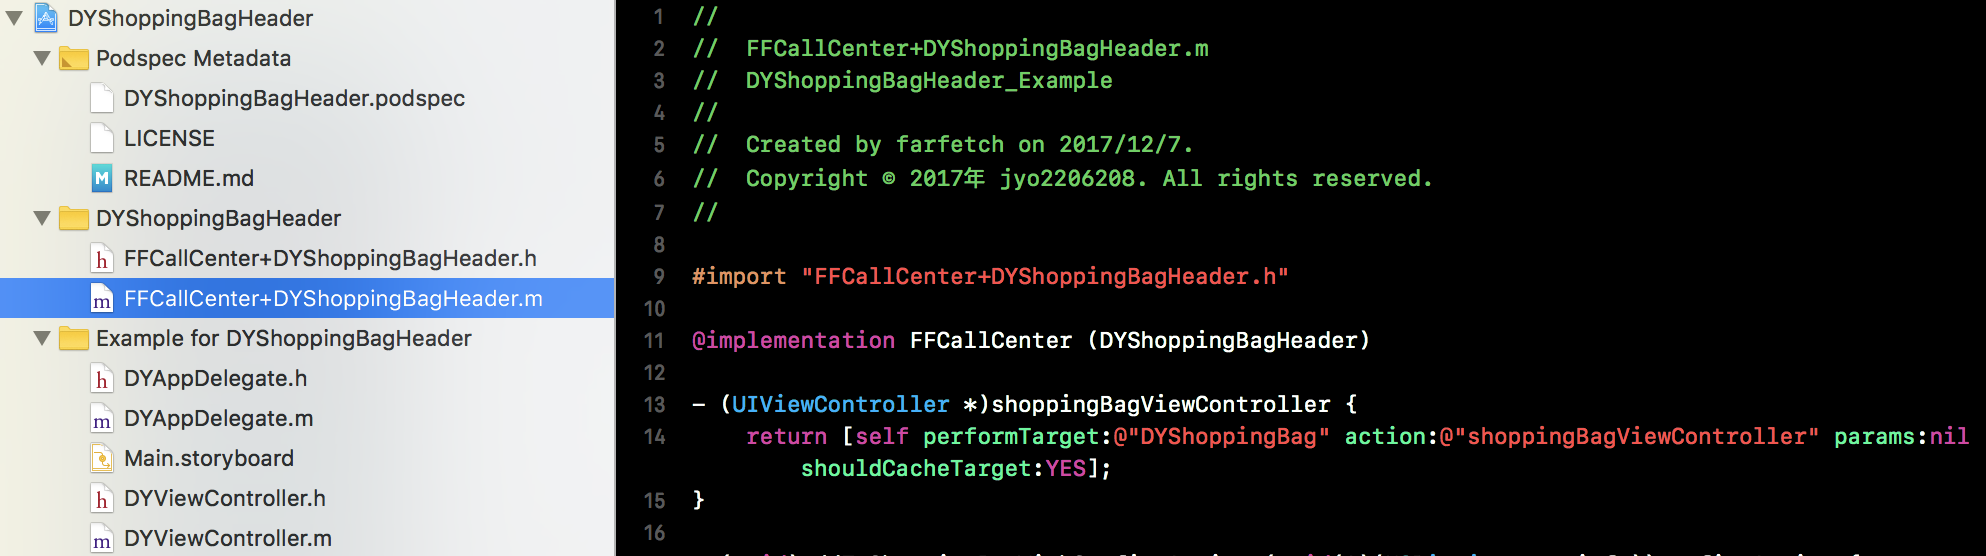 DYShoppingBagHeader
Podspec Metadata
DYShoppingBagHeader.podspec
LICENSE
README.md
DYShoppingBagHeader
FFCallCenter+DYShoppingBagHeader.h
FFCallCenter+DYShoppingBagHeader.m
Example for DYShoppingBagHeader
DYAppDelegate.h
DYAppDelegate.m
Main.storyboard
DYViewController.h
DYViewController.m
1 //
2 //  FFCallCenter+DYShoppingBagHeader.m
3 //  DYShoppingBagHeader_Example
4 //
5 //  Created by farfetch on 2017/12/7.
6 //  Copyright © 2017年 jyo2206208. All rights reserved.
7 //
8
9 #import "FFCallCenter+DYShoppingBagHeader.h"
10
11 @implementation FFCallCenter (DYShoppingBagHeader)
12
13 - (UIViewController *)shoppingBagViewController {
14     return [self performTarget:@"DYShoppingBag" action:@"shoppingBagViewController" params:nil
shouldCacheTarget:YES];
15 }
16